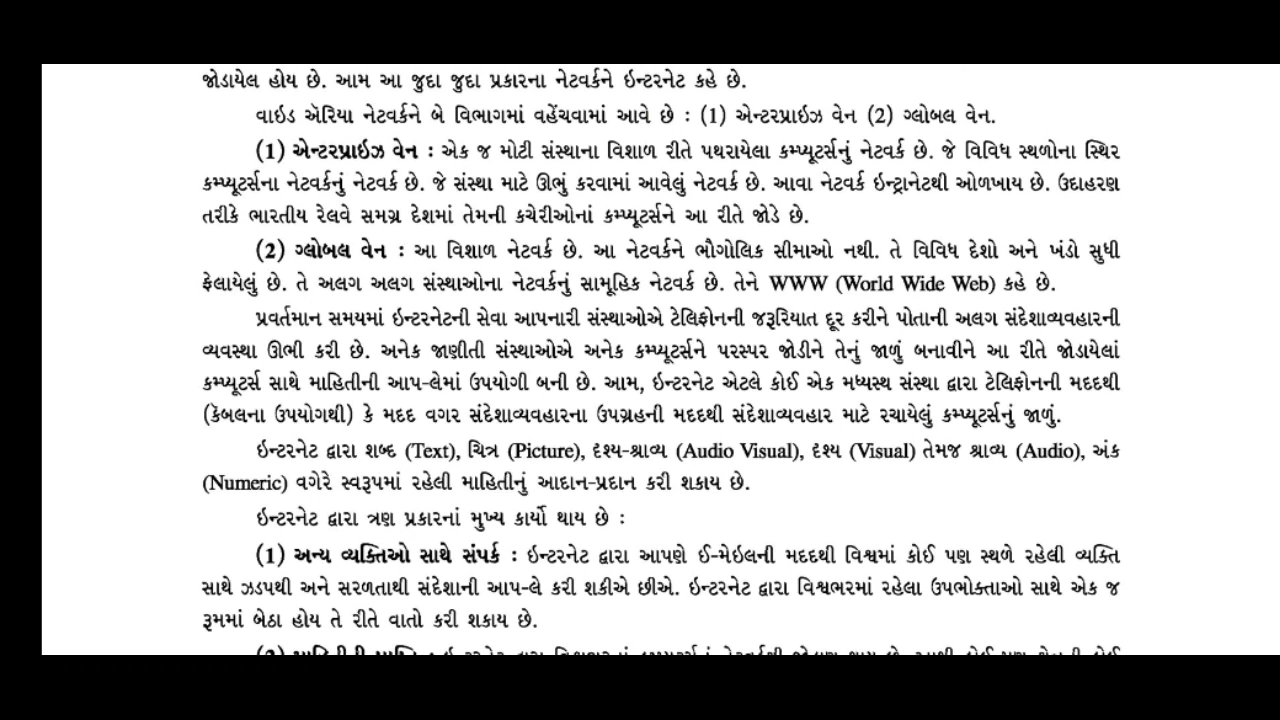 જોડાયેલ હોય છે. આમ આ જુદા જુદા પ્રકારના નેટવર્કને ઇન્ટરનેટ કહે છે.
વાઇડ ઍરિયા નેટવર્કને બે વિભાગમાં વહેંચવામાં આવે છે : (1) એન્ટરપ્રાઇઝ વેન (2) ગ્લોબલ વેન.
(1) એન્ટરપ્રાઇઝ વેન : એક જ મોટી સંસ્થાના વિશાળ રીતે પથરાયેલા કમ્પ્યૂટર્સનું નેટવર્ક છે. જે વિવિધ સ્થળોના સ્થિર
કમ્પ્યૂટર્સના નેટવર્કનું નેટવર્ક છે. જે સંસ્થા માટે ઊભું કરવામાં આવેલું નેટવર્ક છે. આવા નેટવર્ક ઇન્ટ્રાનેટથી ઓળખાય છે. ઉદાહરણ
તરીકે ભારતીય રેલવે સમગ્ર દેશમાં તેમની કચેરીઓનાં કમ્પ્યૂટર્સને આ રીતે જોડે છે.
(2) ગ્લોબલ વેન : આ વિશાળ નેટવર્ક છે. આ નેટવર્કને ભૌગોલિક સીમાઓ નથી. તે વિવિધ દેશો અને ખંડો સુધી
ફેલાયેલું છે. તે અલગ અલગ સંસ્થાઓના નેટવર્કનું સામૂહિક નેટવર્ક છે. તેને WWW (World Wide Web) કહે છે.
પ્રવર્તમાન સમયમાં ઇન્ટરનેટની સેવા આપનારી સંસ્થાઓએ ટેલિફોનની જરૂરિયાત દૂર કરીને પોતાની અલગ સંદેશાવ્યવહારની
વ્યવસ્થા ઊભી કરી છે. અનેક જાણીતી સંસ્થાઓએ અનેક કમ્પ્યૂટર્સને પરસ્પર જોડીને તેનું જાળું બનાવીને આ રીતે જોડાયેલાં
કમ્પ્યૂટર્સ સાથે માહિતીની આપ-લેમાં ઉપયોગી બની છે. આમ, ઇન્ટરનેટ એટલે કોઈ એક મધ્યસ્થ સંસ્થા દ્વારા ટેલિફોનની મદદથી
(કૅબલના ઉપયોગથી) કે મદદ વગર સંદેશાવ્યવહારના ઉપગ્રહની મદદથી સંદેશાવ્યવહાર માટે રચાયેલું કમ્પ્યૂટર્સનું જાળું.
ઇન્ટરનેટ દ્વારા શબ્દ (Text), ચિત્ર (Picture), દૃશ્ય-શ્રાવ્ય (Audio Visual), દૃશ્ય (Visual) તેમજ શ્રાવ્ય (Audio), અંક
(Numeric) વગેરે સ્વરૂપમાં રહેલી માહિતીનું આદાન-પ્રદાન કરી શકાય છે.
ઇન્ટરનેટ દ્વારા ત્રણ પ્રકારનાં મુખ્ય કાર્યો થાય છે :
(1) અન્ય વ્યક્તિઓ સાથે સંપર્ક : ઇન્ટરનેટ દ્વારા આપણે ઈ-મેઇલની મદદથી વિશ્વમાં કોઈ પણ સ્થળે રહેલી વ્યક્તિ
સાથે ઝડપથી અને સરળતાથી સંદેશાની આપ-લે કરી શકીએ છીએ. ઇન્ટરનેટ દ્વારા વિશ્વભરમાં રહેલા ઉપભોક્તાઓ સાથે એક જ
રૂમમાં બેઠા હોય તે રીતે વાતો કરી શકાય છે.